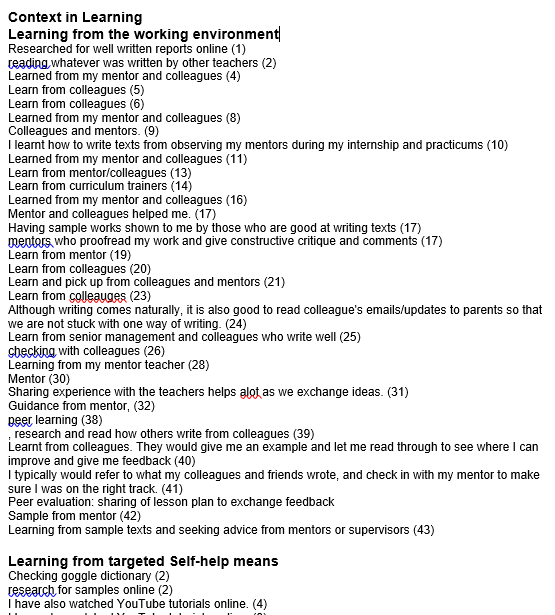 Context in Learning
Learning from the working environment
Researched for well written reports online (1)
reading whatever was written by other teachers (2)
Learned from my mentor and colleagues (4)
Learn from colleagues (5)
Learn from colleagues (6)
Learned from my mentor and colleagues (8)
Colleagues and mentors. (9)
I learnt how to write texts from observing my mentors during my internship and practicums (10)
Learned from my mentor and colleagues (11)
Learn from mentor/colleagues (13)
Learn from curriculum trainers (14)
Learned from my mentor and colleagues (16)
Mentor and colleagues helped me. (17)
Having sample works shown to me by those who are good at writing texts (17)
mentors who proofread my work and give constructive critique and comments (17)
Learn from mentor (19)
Learn from colleagues (20)
Learn and pick up from colleagues and mentors (21)
Learn from colleauges (23)
Although writing comes naturally, it is also good to read colleague's emails/updates to parents so that
we are not stuck with one way of writing. (24)
Learn from senior management and colleagues who write well (25)
checking with colleagues (26)
Learning from my mentor teacher (28)
Mentor (30)
Sharing experience with the teachers helps alot as we exchange ideas. (31)
Guidance from mentor, (32)
peer learning (38)
, research and read how others write from colleagues (39)
Learnt from colleagues. They would give me an example and let me read through to see where I can
improve and give me feedback (40)
I typically would refer to what my colleagues and friends wrote, and check in with my mentor to make
sure I was on the right track. (41)
Peer evaluation: sharing of lesson plan to exchange feedback
Sample from mentor (42)
Learning from sample texts and seeking advice from mentors or supervisors (43)
Learning from targeted Self-help means
Checking goggle dictionary (2)
research for samples online (2)
I have also watched YouTube tutorials online. (4)